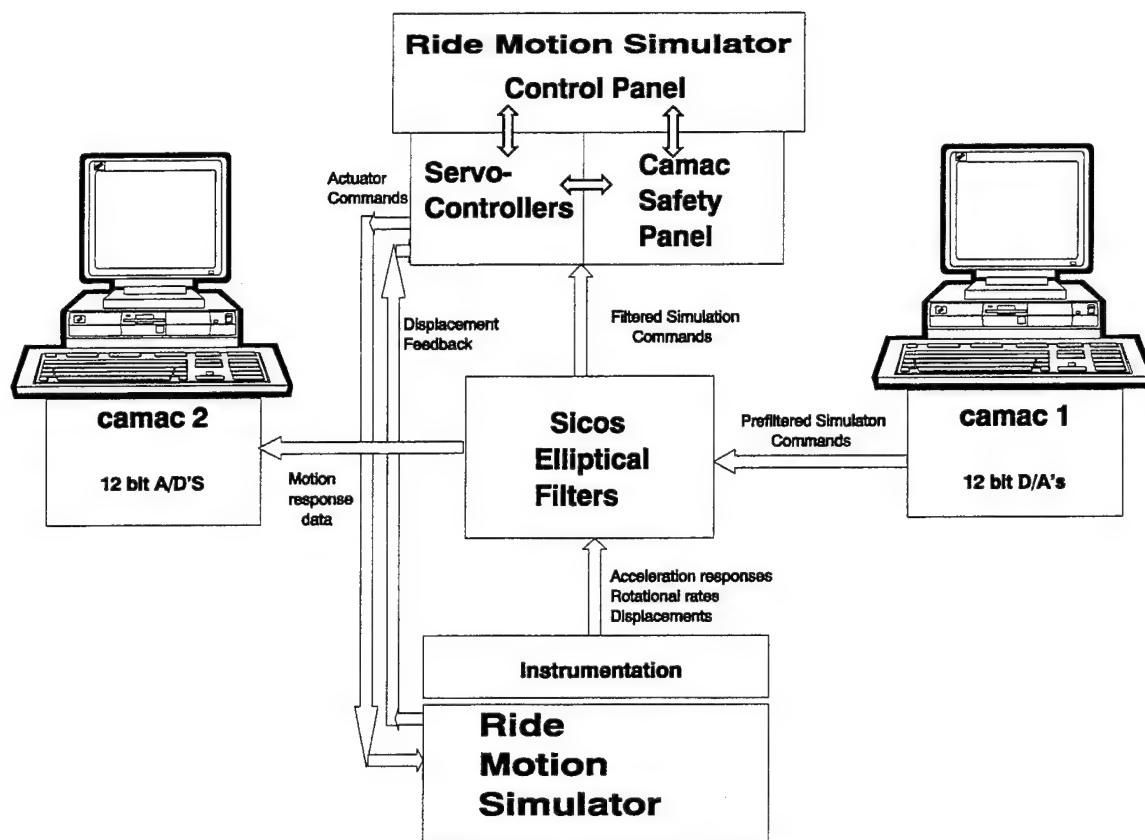 Ride Motion Simulator
Control Panel
Servo-
Controllers
Camac
Safety
Panel
Actuator
Commands
Displacement
Feedback
Filtered Simulation
Commands
camac 2
12 bit A/D'S
Motion
response
data
Sicos
Elliptical
Filters
Prefiltered Simulaton
Commands
camac 1
12 bit D/A's
Acceleration responses
Rotational rates
Displacements
Instrumentation
Ride
Motion
Simulator